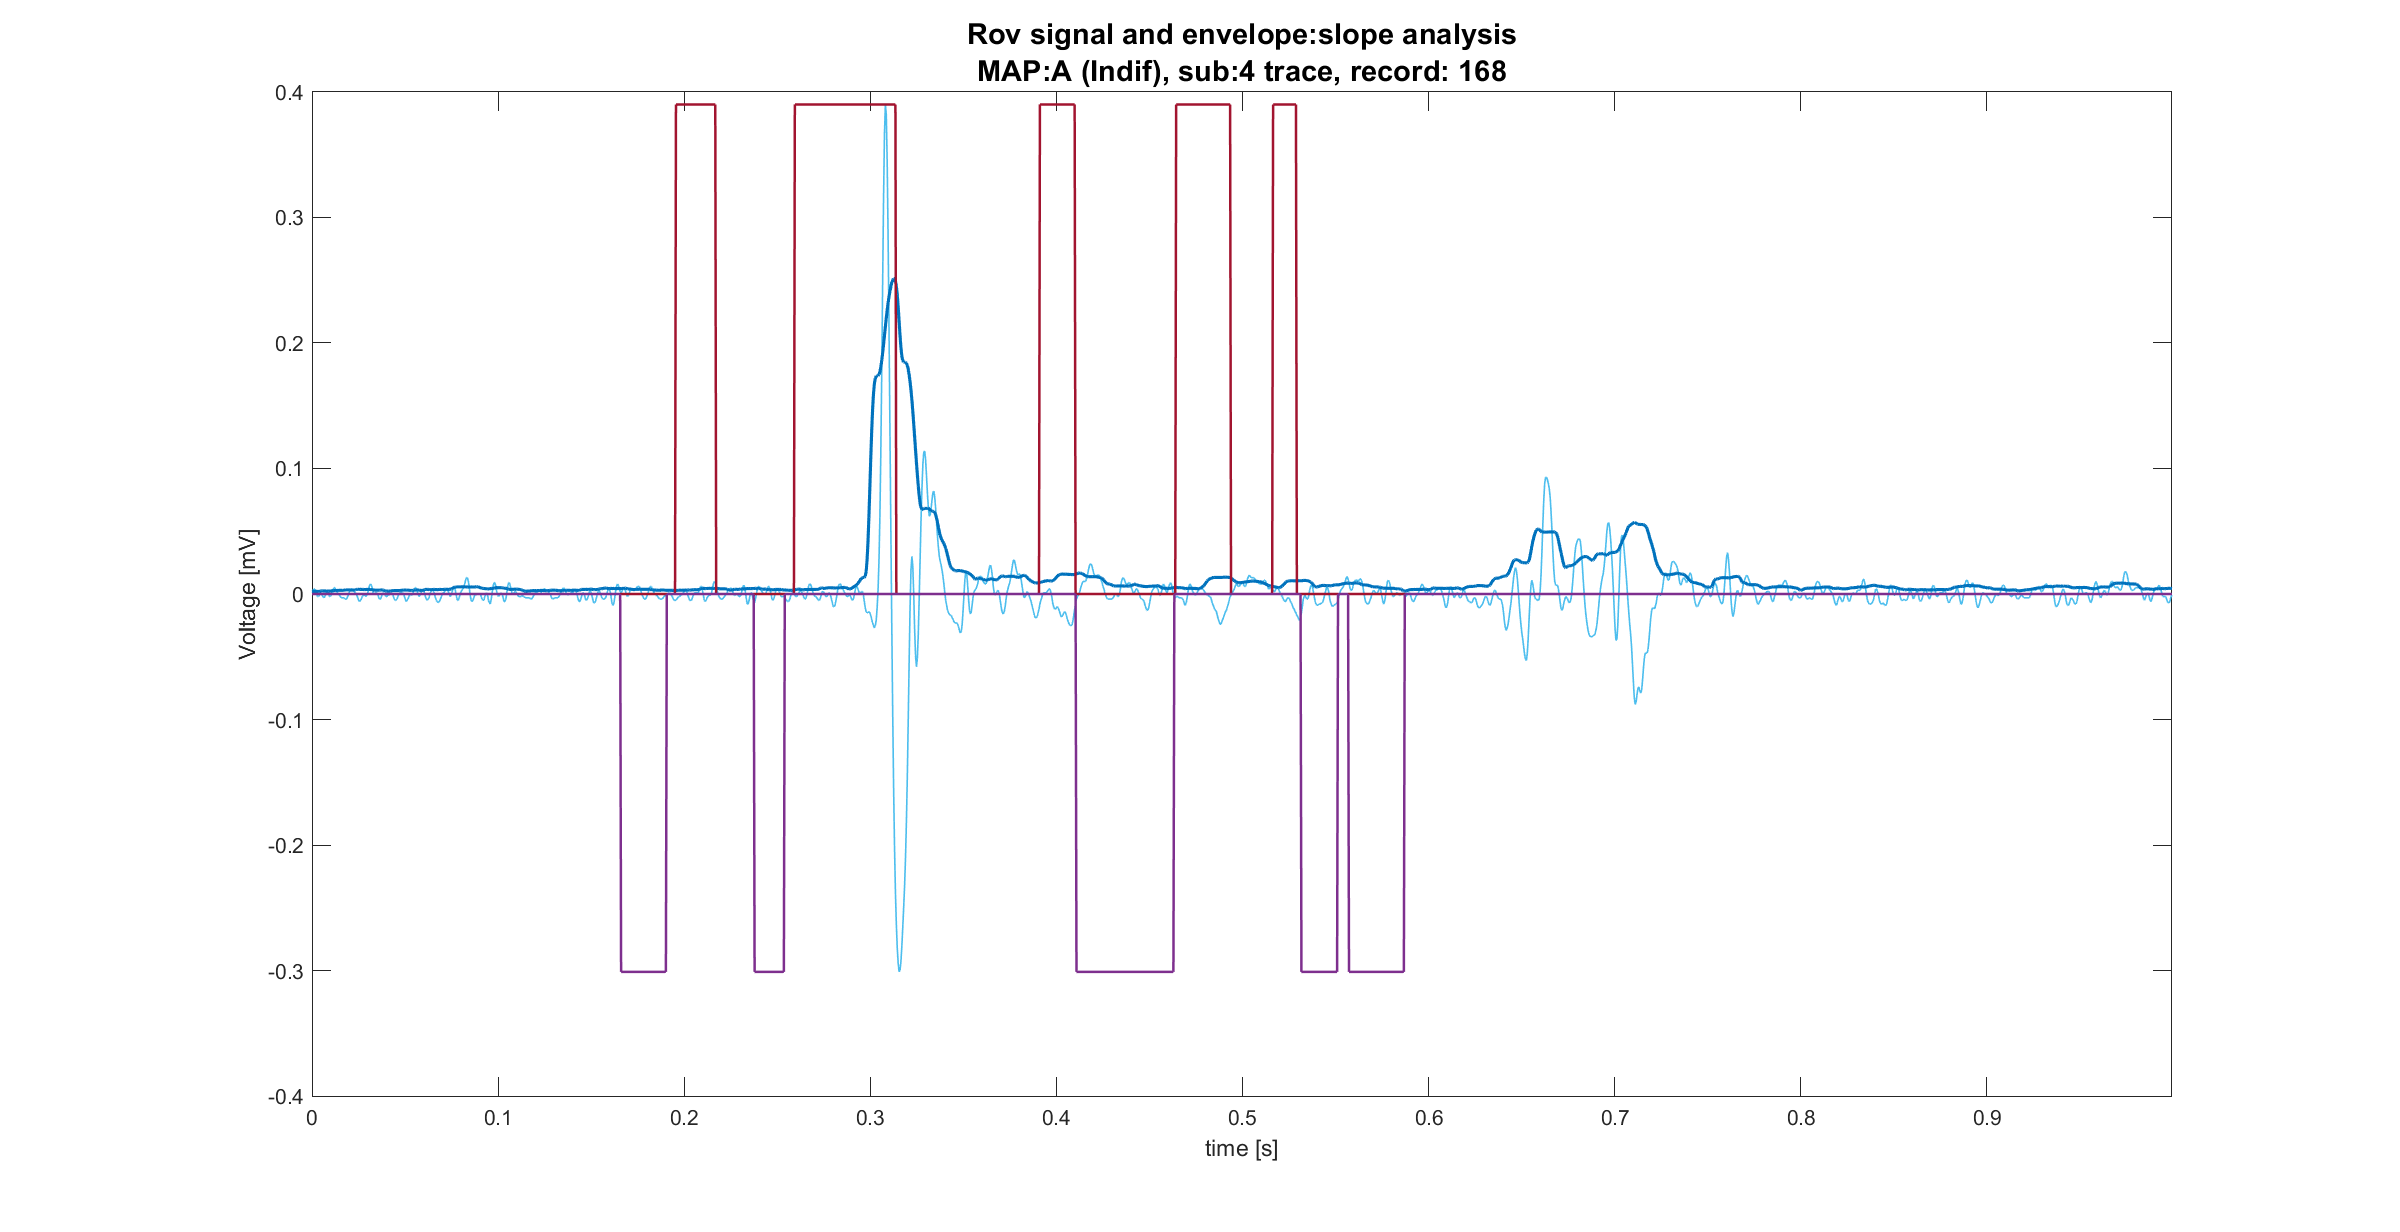 Rov signal and envelope:slope analysis
MAP:A (Indif), sub:4 trace, record: 168
0.4
0.3
0.2
0.1
0
-0.1
-0.2
-0.3
-0.4
Voltage [mV]
0 0.1 0.2 0.3 0.4 0.5 0.6 0.7 0.8 0.9
time [s]